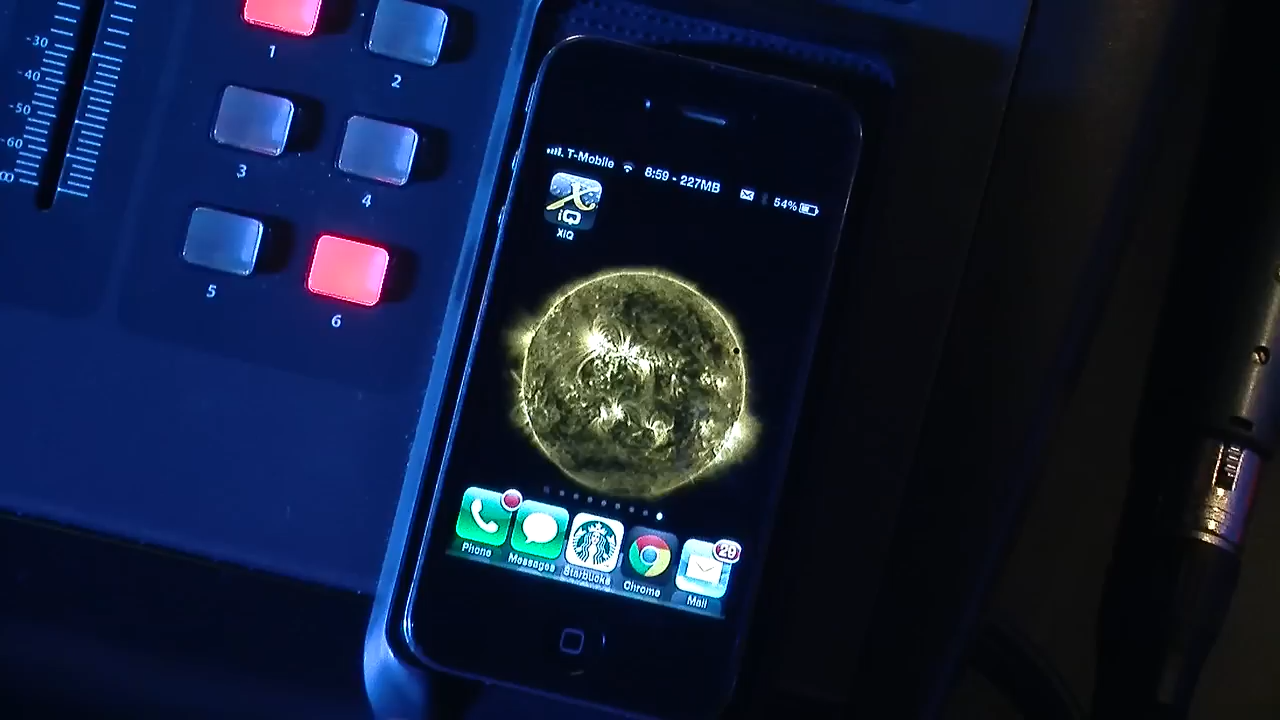 -30
-40
-50
-60
1
2
3
4
5
6
T-Mobile 8:59 - 227MB 54%
iQ
XIQ
Phone
Messages
Starbucks
Chrome
Mail
29